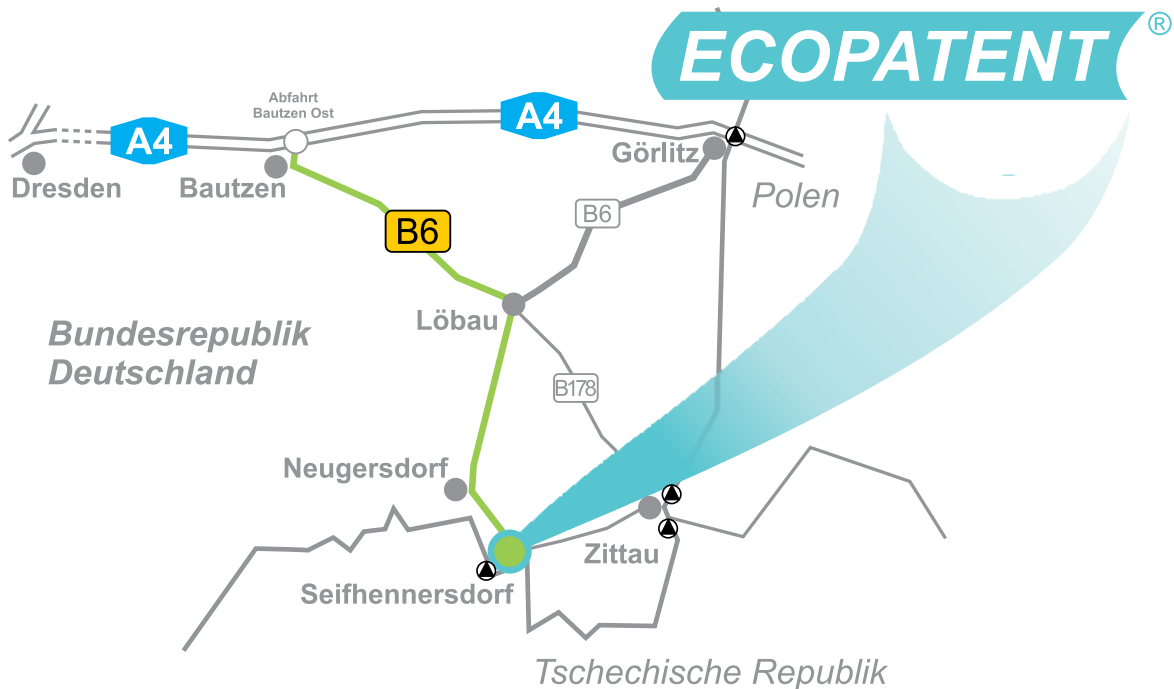 ECOPATENT ®
Abfahrt
Bautzen Ost
A4
A4
Görlitz
Dresden
Bautzen
Polen
B6
B6
Löbau
Bundesrepublik
Deutschland
B178
Neugersdorf
Zittau
Seifhennersdorf
Tschechische Republik